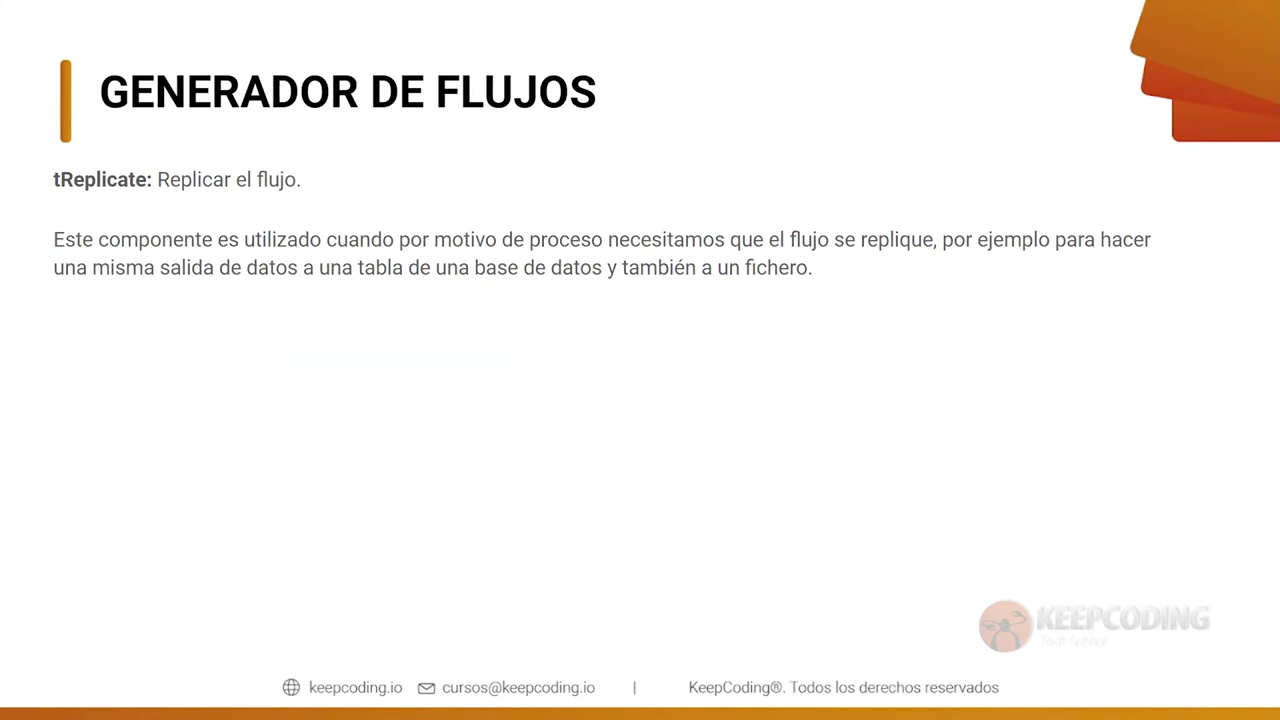 GENERADOR DE FLUJOS
tReplicate: Replicar el flujo.
Este componente es utilizado cuando por motivo de proceso necesitamos que el flujo se replique, por ejemplo para hacer
una misma salida de datos a una tabla de una base de datos y también a un fichero.
KEEPCODING
Tech School
keepcoding.io cursos@keepcoding.io | KeepCoding®. Todos los derechos reservados